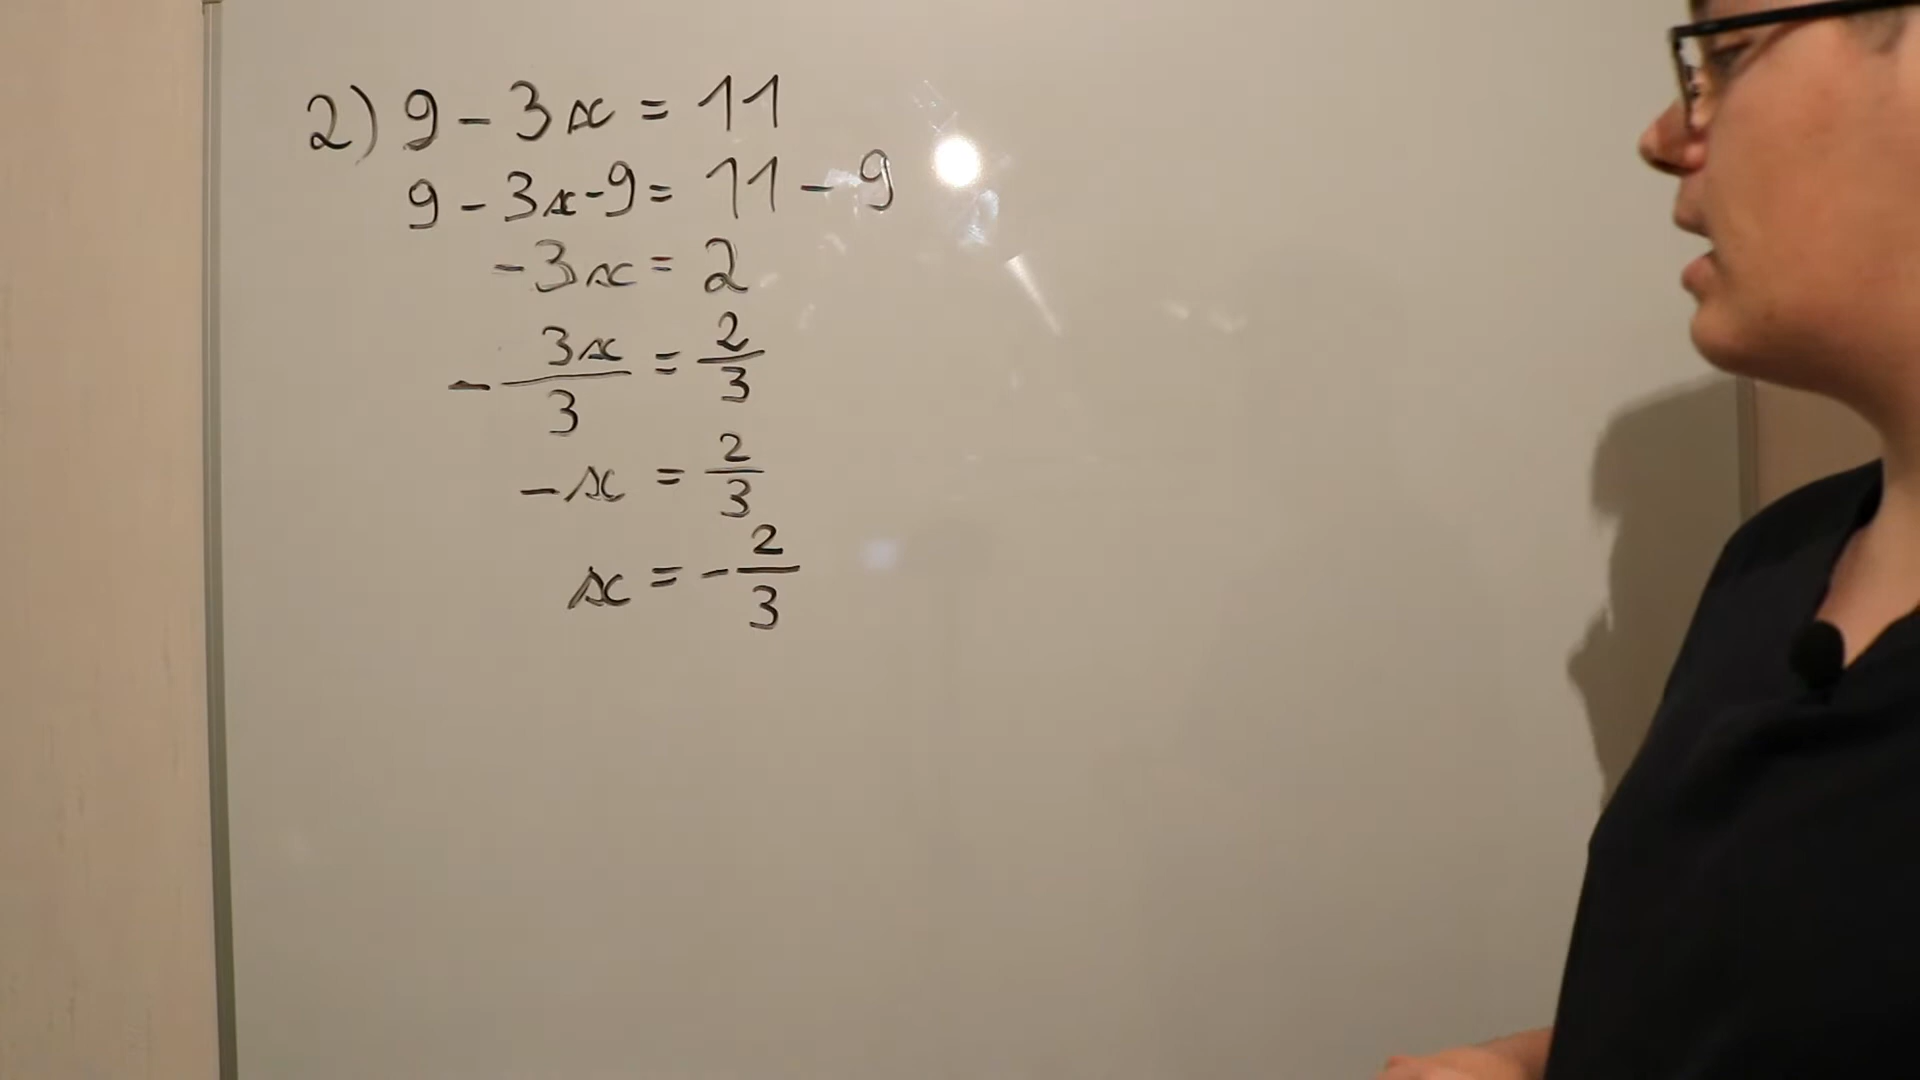 2) 9 - 3x = 11
9 - 3x - 9 = 11 - 9
-3x = 2
- 3x/3 = 2/3
-x = 2/3
x = - 2/3